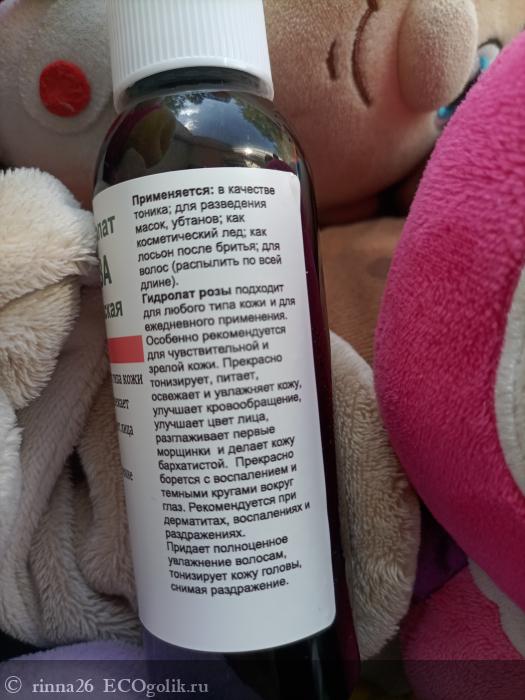 Применяется: в качестве
тоника; для разведения
масок, убтанов; как
косметический лед; как
лосьон после бритья; для
волос (распылить по всей
длине).
Гидролат розы подходит
для любого типа кожи и для
ежедневного применения.
Особенно рекомендуется
для чувствительной и
зрелой кожи. Прекрасно
тонизирует, питает,
освежает и увлажняет кожу,
улучшает кровообращение,
улучшает цвет лица,
разглаживает первые
морщинки и делает кожу
бархатистой. Прекрасно
борется с воспалением и
темными кругами вокруг
глаз. Рекомендуется при
дерматитах, воспалениях и
раздражениях.
Придает полноценное
увлажнение волосам,
тонизирует кожу головы,
снимая раздражение.
кожи
лица
© rinna26 ECOgolik.ru